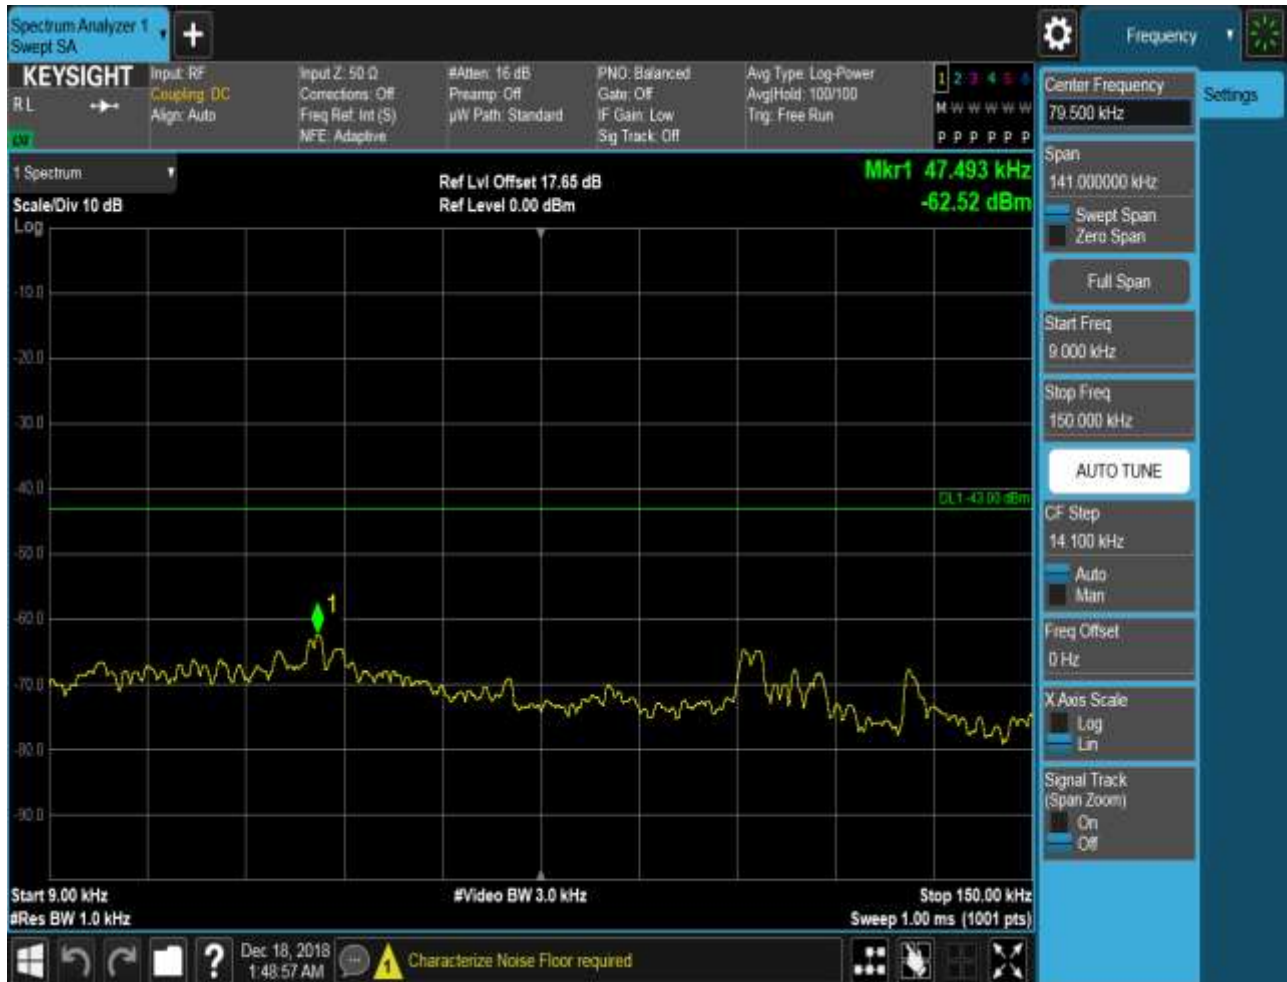 Spectrum Analyzer 1
Swept SA
Frequency
KEYSIGHT
RL
Input: RF
Coupling: DC
Align: Auto
Input Z: 50 Ω
Corrections: Off
Freq Ref: Int (S)
NFE: Adaptive
#Atten: 16 dB
Preamp: Off
µW Path: Standard
PNO: Balanced
Gate: Off
IF Gain: Low
Sig Track: Off
Avg Type: Log-Power
Avg|Hold: 100/100
Trig: Free Run
1 2 3 4 5 6
M W W W W W
P P P P P P
Center Frequency
79.500 kHz
Settings
1 Spectrum
Scale/Div 10 dB
Log
Ref Lvl Offset 17.65 dB
Ref Level 0.00 dBm
Mkr1 47.493 kHz
-62.52 dBm
Span
141.000000 kHz
Swept Span
Zero Span
Full Span
Start Freq
9.000 kHz
Stop Freq
150.000 kHz
AUTO TUNE
CF Step
14.100 kHz
Auto
Man
Freq Offset
0 Hz
X Axis Scale
Log
Lin
Signal Track
(Span Zoom)
On
Off
-10.0
-20.0
-30.0
-40.0
DL1 -43.00 dBm
-50.0
-60.0
1
-70.0
-80.0
-90.0
Start 9.00 kHz
#Video BW 3.0 kHz
Stop 150.00 kHz
#Res BW 1.0 kHz
Sweep 1.00 ms (1001 pts)
Dec 18, 2018
1:48:57 AM
Characterize Noise Floor required